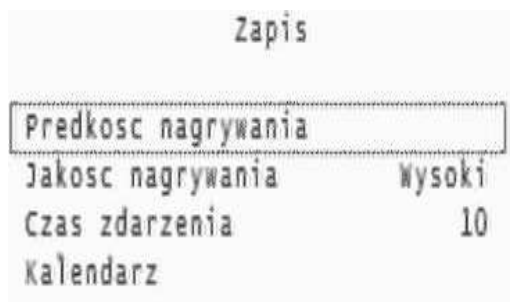 Zapis
Predkosc nagrywania
Jakosc nagrywania Wysoki
Czas zdarzenia 10
Kalendarz